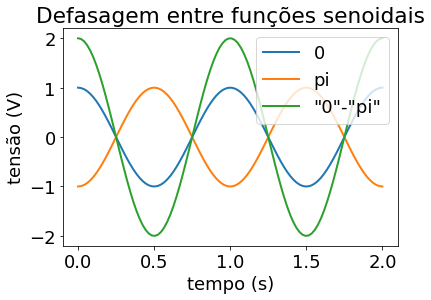 Defasagem entre funções senoidais
2
1
0
−1
−2
tensão (V)
0
pi
"0"-"pi"
0.0 0.5 1.0 1.5 2.0
tempo (s)